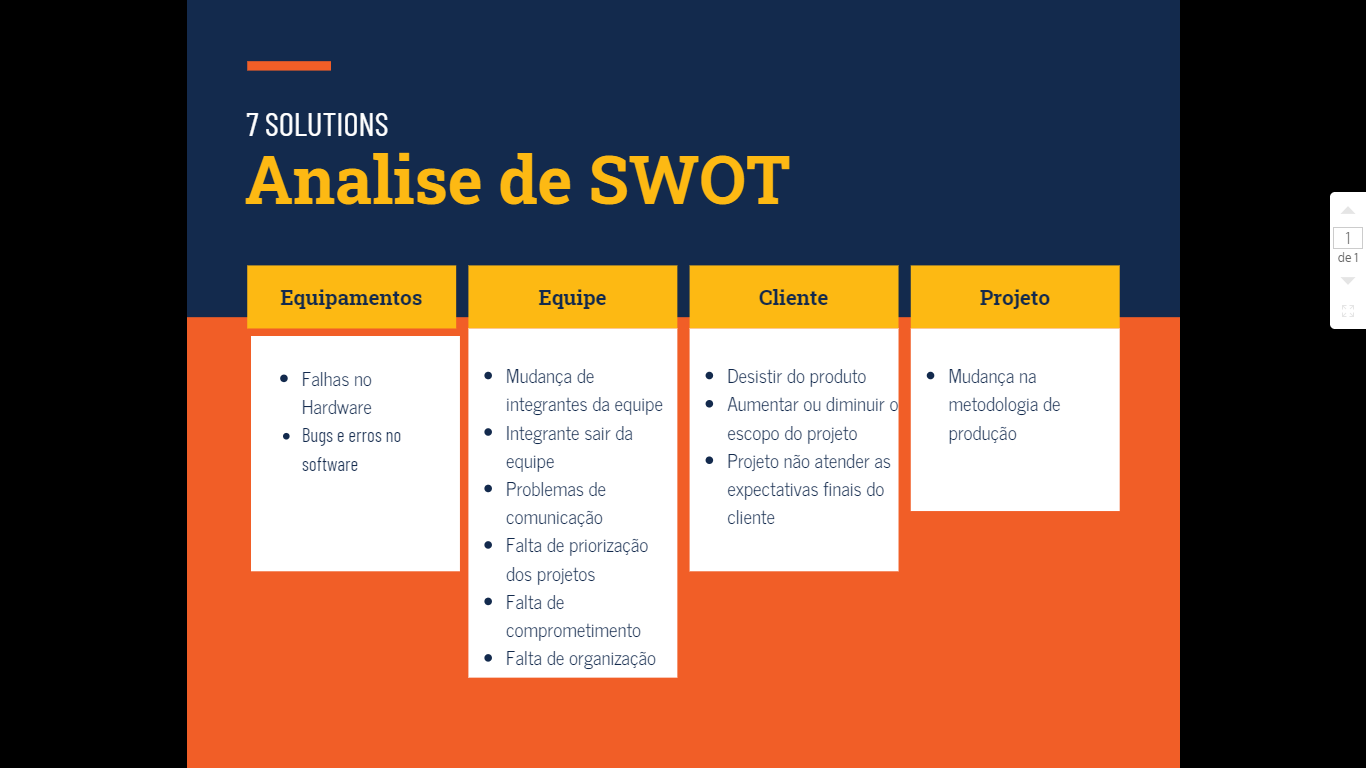 7 SOLUTIONS
Analise de SWOT
Equipamentos
Falhas no
Hardware
Bugs e erros no
software
Equipe
Mudança de
integrantes da equipe
Integrante sair da
equipe
Problemas de
comunicação
Falta de priorização
dos projetos
Falta de
comprometimento
Falta de organização
Cliente
Desistir do produto
Aumentar ou diminuir o
escopo do projeto
Projeto não atender as
expectativas finais do
cliente
Projeto
Mudança na
metodologia de
produção
1
de 1